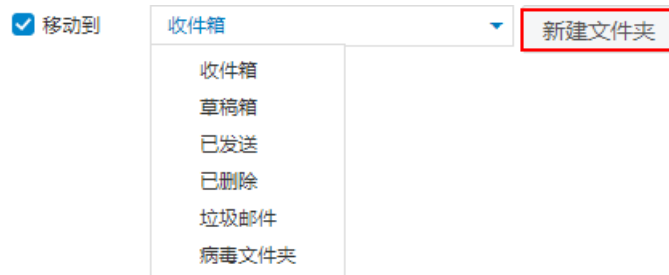 移动到 收件箱 新建文件夹
收件箱
草稿箱
已发送
已删除
垃圾邮件
病毒文件夹